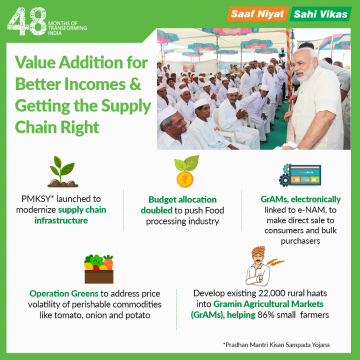 48 MONTHS OF
TRANSFORMING
INDIA
Saaf Niyat Sahi Vikas
Value Addition for
Better Incomes &
Getting the Supply
Chain Right
PMKSY* launched to
modernize supply chain
infrastructure
Budget allocation
doubled to push Food
processing industry
GrAMs, electronically
linked to e-NAM, to
make direct sale to
consumers and bulk
purchasers
Operation Greens to address price
volatility of perishable commodities
like tomato, onion and potato
Develop existing 22,000 rural haats
into Gramin Agricultural Markets
(GrAMs), helping 86% small farmers
*Pradhan Mantri Kisan Sampada Yojana